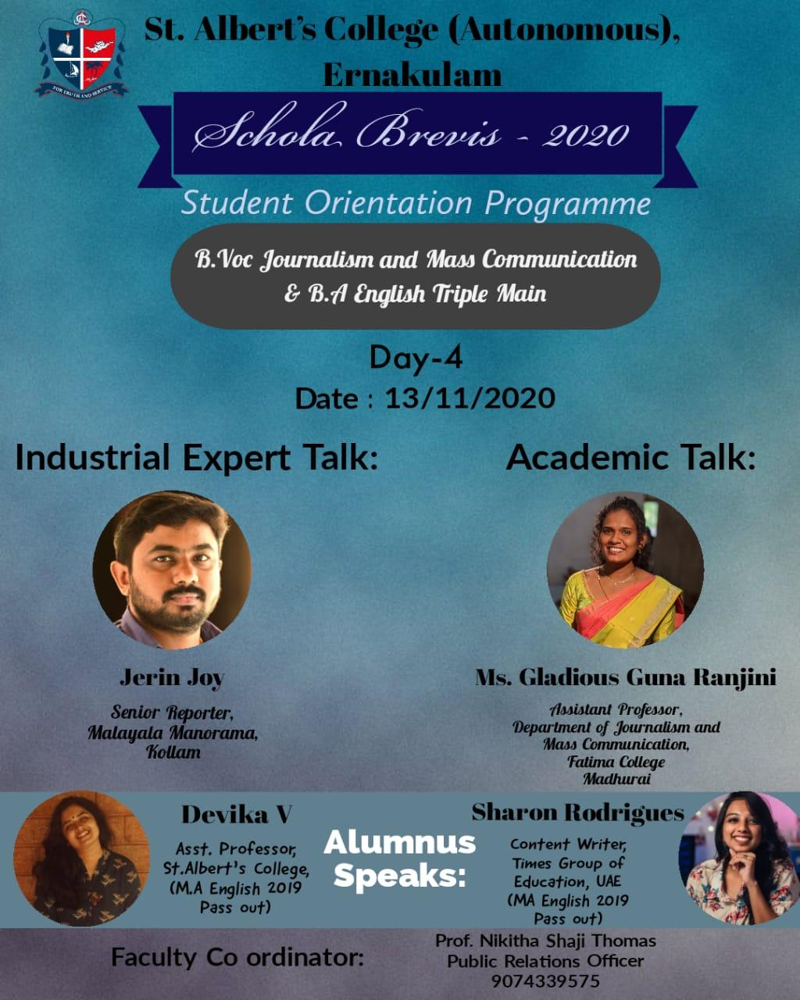 St. Albert's College (Autonomous),
Ernakulam
FOR TRUTH AND SERVICE
Schola Brevis - 2020
Student Orientation Programme
B.Voc Journalism and Mass Communication
& B.A English Triple Main
Day-4
Date : 13/11/2020
Industrial Expert Talk:
Jerin Joy
Senior Reporter,
Malayala Manorama,
Kollam
Academic Talk:
Ms. Gladious Guna Ranjini
Assistant Professor,
Department of Journalism and
Mass Communication,
Fatima College
Madhurai
Devika V
Asst. Professor,
St.Albert's College,
(M.A English 2019
Pass out)
Alumnus
Speaks:
Sharon Rodrigues
Content Writer,
Times Group of
Education, UAE
(MA English 2019
Pass out)
Faculty Co ordinator:
Prof. Nikitha Shaji Thomas
Public Relations Officer
9074339575